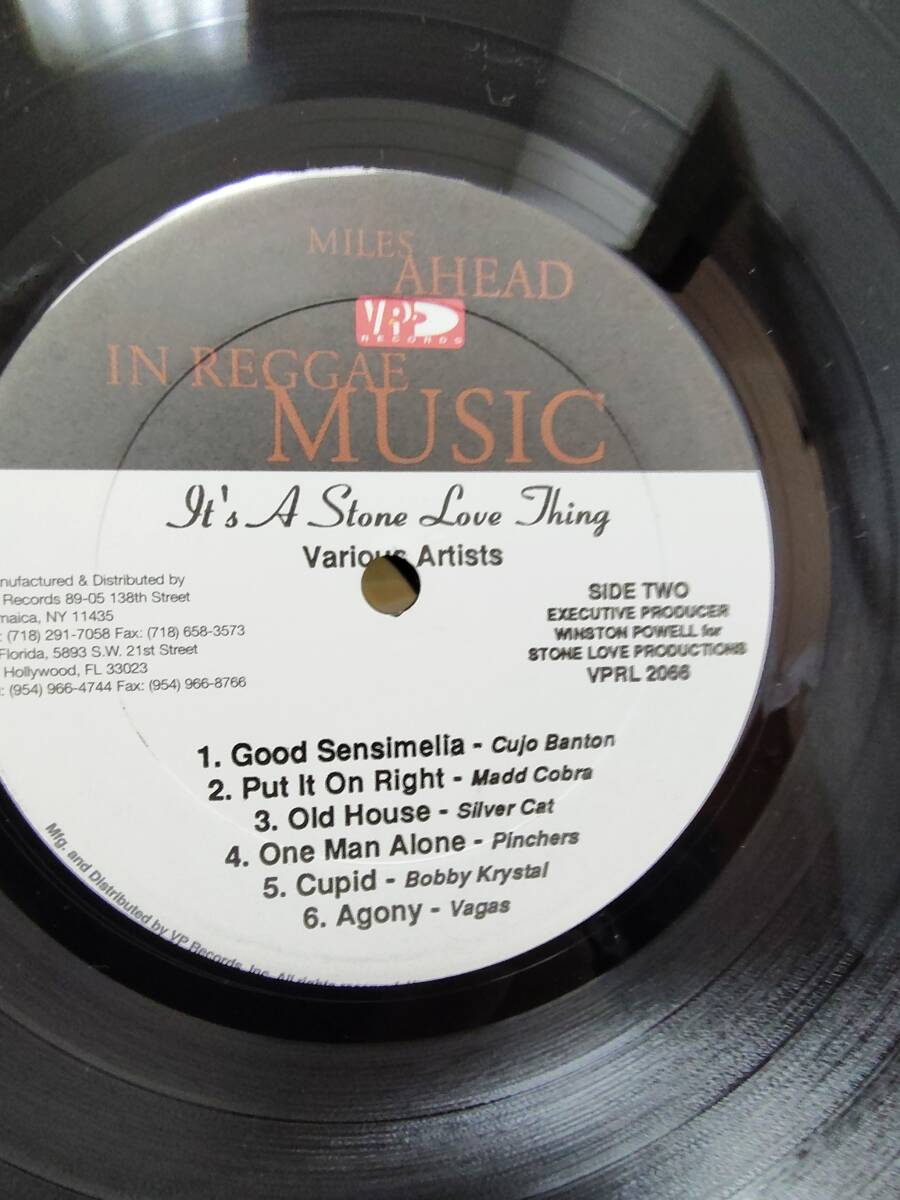 MILES
AHEAD
VP
RECORDS
IN REGGAE
MUSIC
It's A Stone Love Thing
Various Artists
Manufactured & Distributed by
Records 89-05 138th Street
Jamaica, NY 11435
(718) 291-7058 Fax: (718) 658-3573
Florida, 5893 S.W. 21st Street
Hollywood, FL 33023
(954) 966-4744 Fax: (954) 966-8766
SIDE TWO
EXECUTIVE PRODUCER
WINSTON POWELL for
STONE LOVE PRODUCTIONS
VPRL 2066
1. Good Sensimelia - Cujo Banton
2. Put It On Right - Madd Cobra
3. Old House - Silver Cat
4. One Man Alone - Pinchers
5. Cupid - Bobby Krystal
6. Agony - Vagas
Mfg. and Distributed by VP Records, Inc. All rights reserved